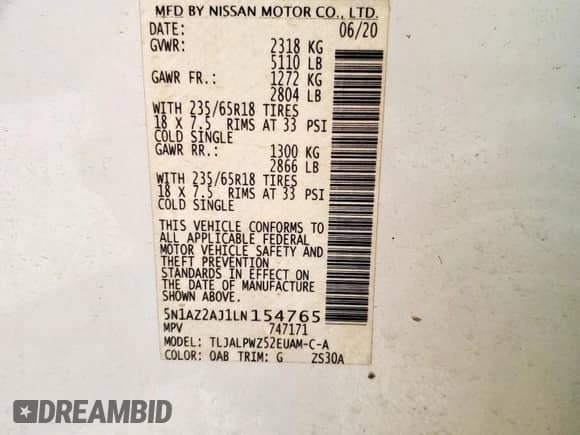 MFD BY NISSAN MOTOR CO., LTD.
DATE: 06/20
GVWR: 2318 KG
5110 LB
GAWR FR.: 1272 KG
2804 LB
WITH 235/65R18 TIRES
18 X 7.5 RIMS AT 33 PSI
COLD SINGLE
GAWR RR.: 1300 KG
2866 LB
WITH 235/65R18 TIRES
18 X 7.5 RIMS AT 33 PSI
COLD SINGLE
THIS VEHICLE CONFORMS TO
ALL APPLICABLE FEDERAL
MOTOR VEHICLE SAFETY AND
THEFT PREVENTION
STANDARDS IN EFFECT ON
THE DATE OF MANUFACTURE
SHOWN ABOVE.
5N1AZ2AJ1LN154765
MPV 747171
MODEL: TLJALPWZ52EUAM-C-A
COLOR: QAB TRIM: G ZS30A
DREAMBID